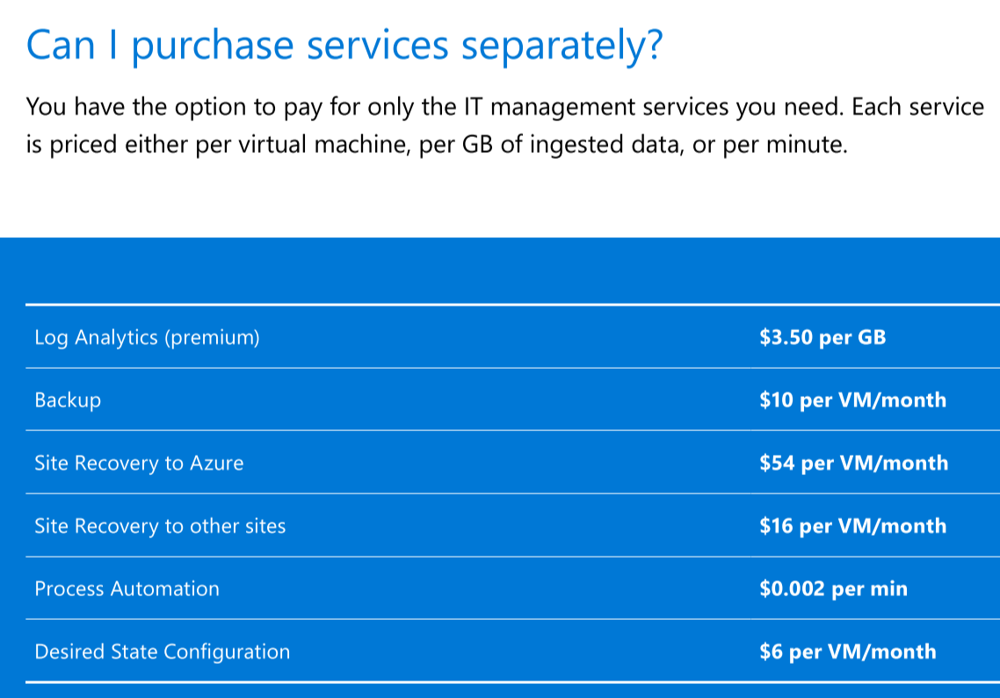 Can I purchase services separately?
You have the option to pay for only the IT management services you need. Each service
is priced either per virtual machine, per GB of ingested data, or per minute.
Log Analytics (premium) $3.50 per GB
Backup $10 per VM/month
Site Recovery to Azure $54 per VM/month
Site Recovery to other sites $16 per VM/month
Process Automation $0.002 per min
Desired State Configuration $6 per VM/month